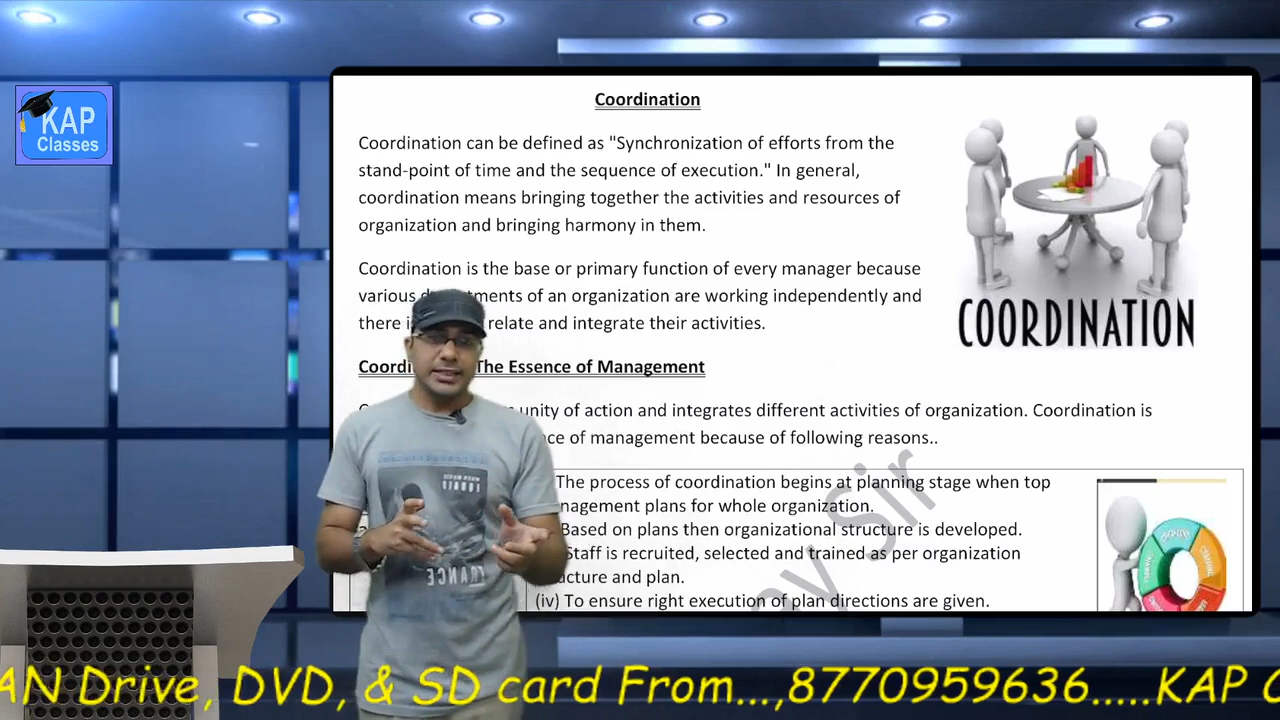 KAP
Classes
Coordination
Coordination can be defined as "Synchronization of efforts from the
stand-point of time and the sequence of execution." In general,
coordination means bringing together the activities and resources of
organization and bringing harmony in them.
Coordination is the base or primary function of every manager because
various of an organization are working independently and
there relate and integrate their activities.
COORDINATION
The Essence of Management
unity of action and integrates different activities of organization. Coordination is
of management because of following reasons..
The process of coordination begins at planning stage when top
plans for whole organization.
Based on plans then organizational structure is developed.
Staff is recruited, selected and trained as per organization
and plan.
(iv) To ensure right execution of plan directions are given.
Sir
FRANCE
Drive, DVD, & SD card From...,8770959636.....KAP